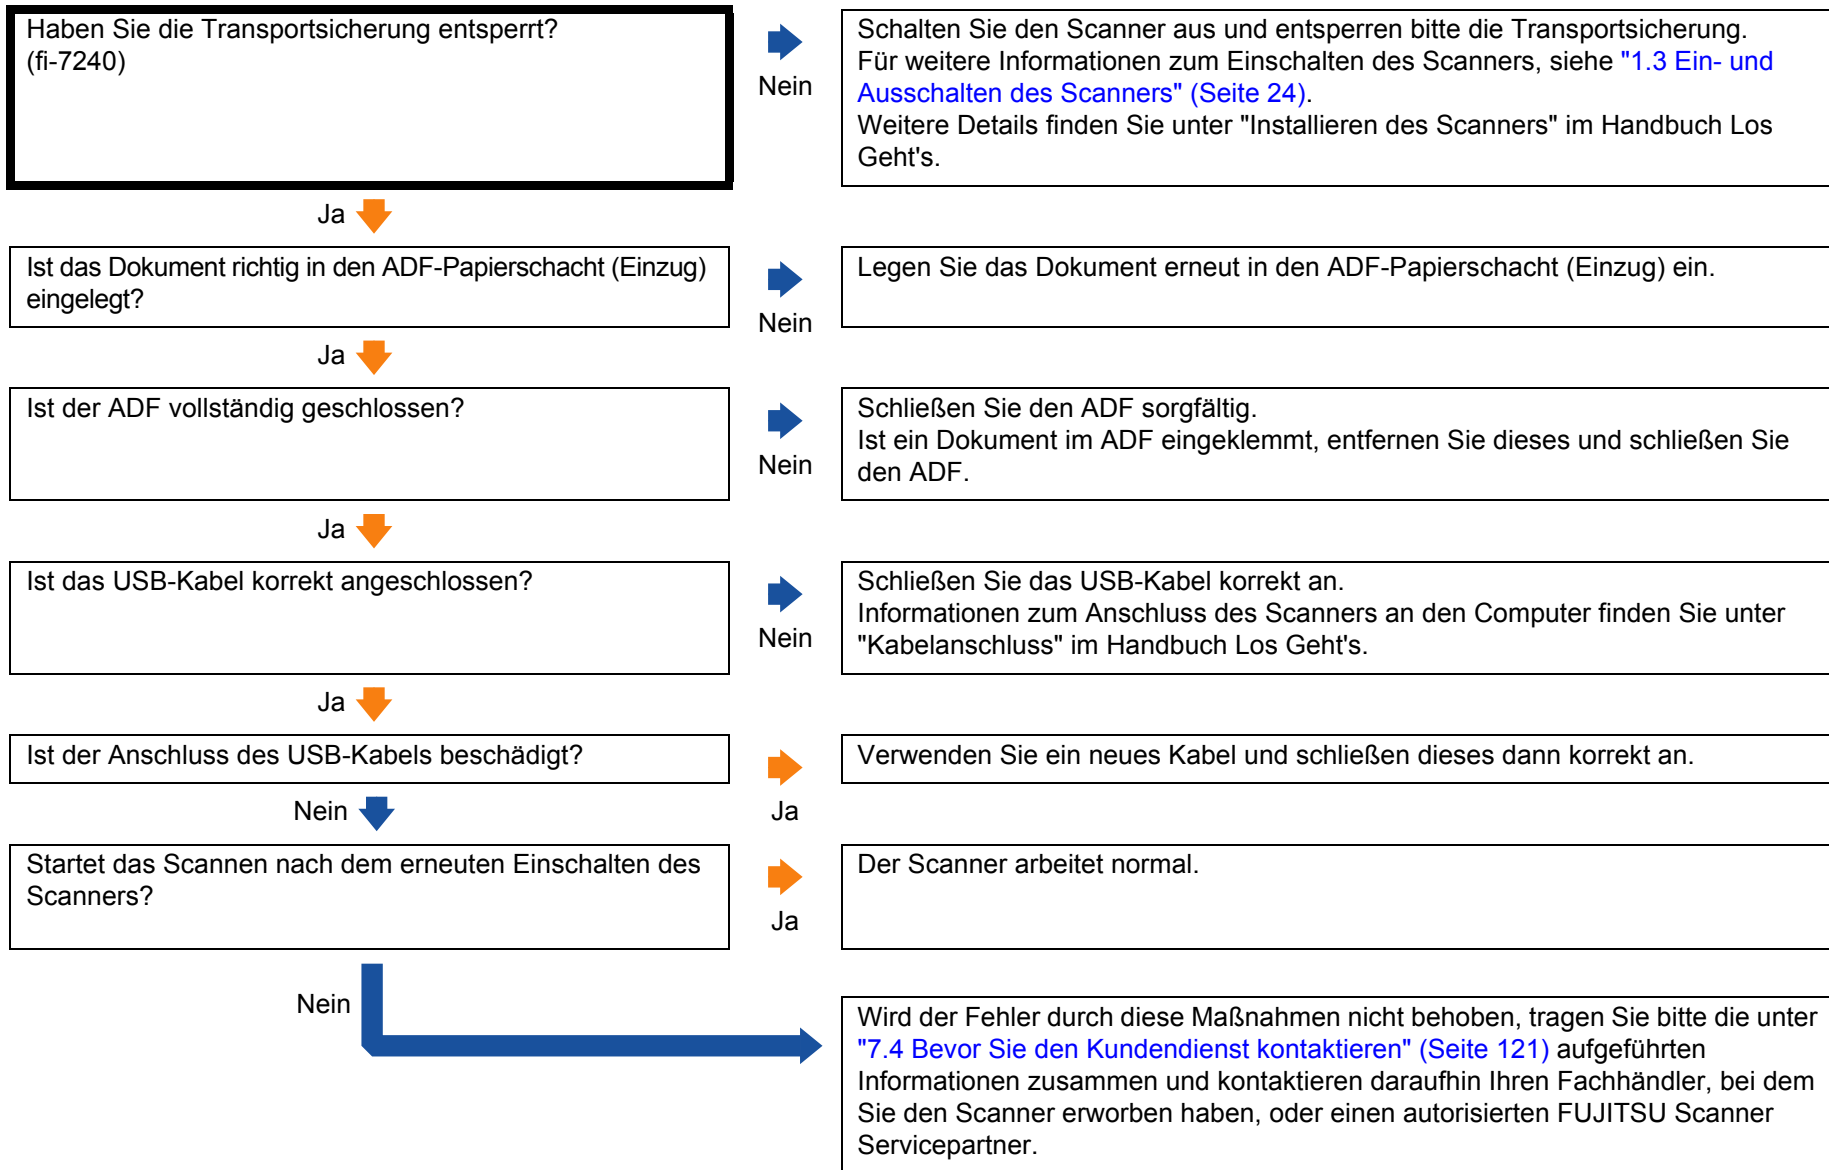 Haben Sie die Transportsicherung entsperrt?
(fi-7240)
Nein
Schalten Sie den Scanner aus und entsperren bitte die Transportsicherung.
Für weitere Informationen zum Einschalten des Scanners, siehe "1.3 Ein- und
Ausschalten des Scanners" (Seite 24).
Weitere Details finden Sie unter "Installieren des Scanners" im Handbuch Los
Geht's.
Ja
Ist das Dokument richtig in den ADF-Papierschacht (Einzug)
eingelegt?
Nein
Legen Sie das Dokument erneut in den ADF-Papierschacht (Einzug) ein.
Ja
Ist der ADF vollständig geschlossen?
Nein
Schließen Sie den ADF sorgfältig.
Ist ein Dokument im ADF eingeklemmt, entfernen Sie dieses und schließen Sie
den ADF.
Ja
Ist das USB-Kabel korrekt angeschlossen?
Nein
Schließen Sie das USB-Kabel korrekt an.
Informationen zum Anschluss des Scanners an den Computer finden Sie unter
"Kabelanschluss" im Handbuch Los Geht's.
Ja
Ist der Anschluss des USB-Kabels beschädigt?
Ja
Verwenden Sie ein neues Kabel und schließen dieses dann korrekt an.
Nein
Startet das Scannen nach dem erneuten Einschalten des
Scanners?
Ja
Der Scanner arbeitet normal.
Nein
Wird der Fehler durch diese Maßnahmen nicht behoben, tragen Sie bitte die unter
"7.4 Bevor Sie den Kundendienst kontaktieren" (Seite 121) aufgeführten
Informationen zusammen und kontaktieren daraufhin Ihren Fachhändler, bei dem
Sie den Scanner erworben haben, oder einen autorisierten FUJITSU Scanner
Servicepartner.